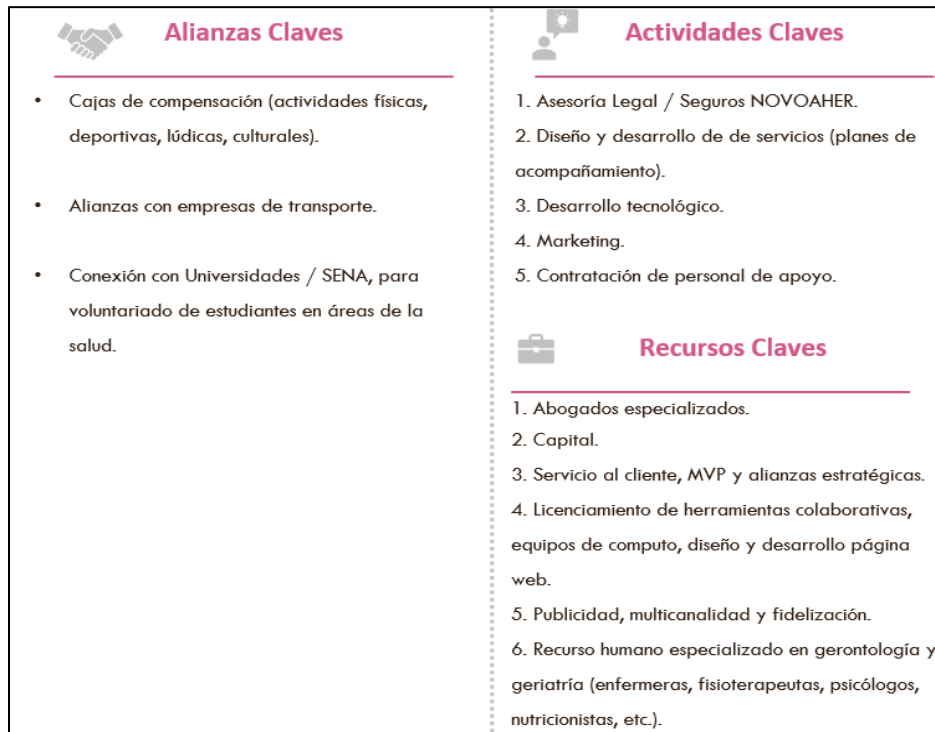 Alianzas Claves
• Cajas de compensación (actividades físicas,
deportivas, lúdicas, culturales).
• Alianzas con empresas de transporte.
• Conexión con Universidades / SENA, para
voluntariado de estudiantes en áreas de la
salud.
Actividades Claves
1. Asesoría Legal / Seguros NOVOAHER.
2. Diseño y desarrollo de de servicios (planes de
acompañamiento).
3. Desarrollo tecnológico.
4. Marketing.
5. Contratación de personal de apoyo.
Recursos Claves
1. Abogados especializados.
2. Capital.
3. Servicio al cliente, MVP y alianzas estratégicas.
4. Licenciamiento de herramientas colaborativas,
equipos de computo, diseño y desarrollo página
web.
5. Publicidad, multicanalidad y fidelización.
6. Recurso humano especializado en gerontología y
geriatría (enfermeras, fisioterapeutas, psicólogos,
nutricionistas, etc.).